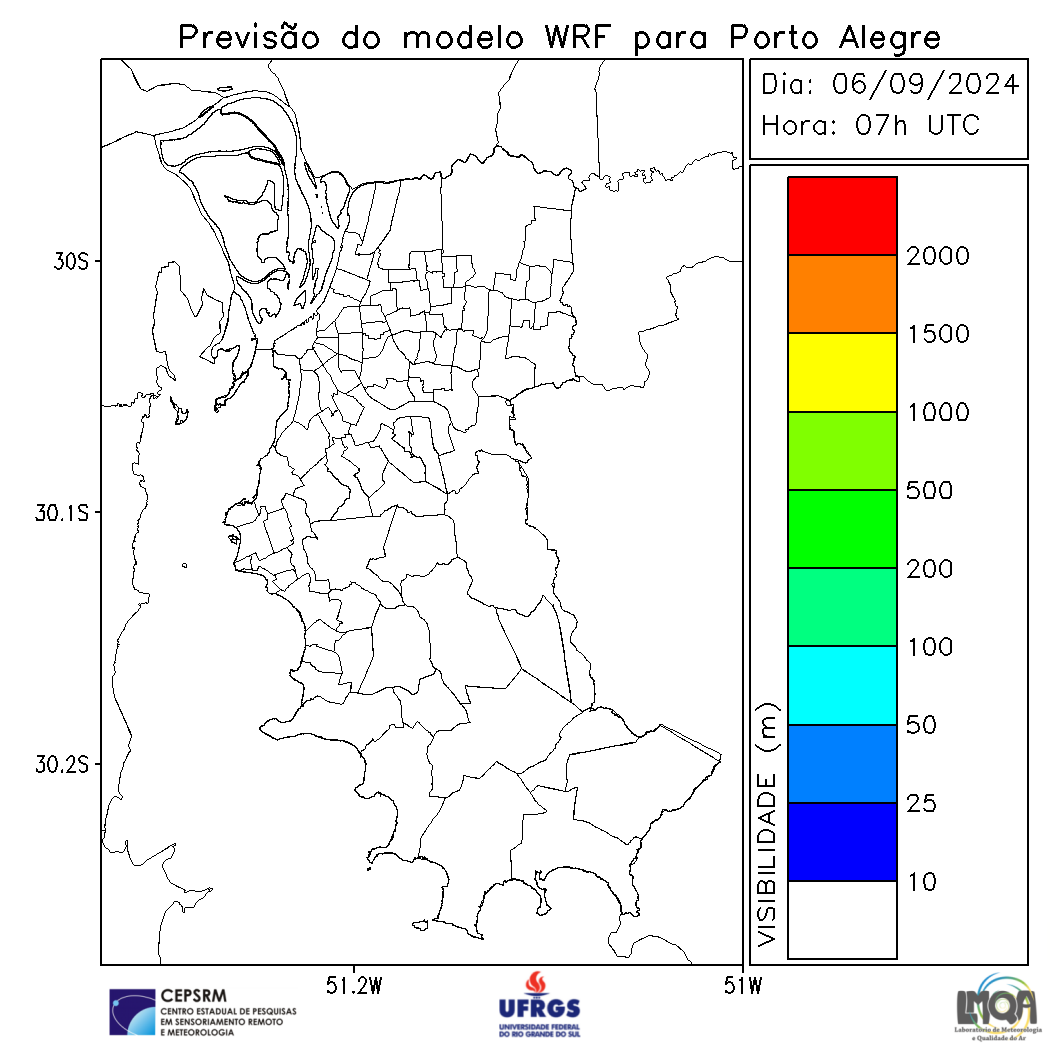 Previsão do modelo WRF para Porto Alegre
Dia: 06/09/2024
Hora: 07h UTC
30S
30.1S
30.2S
51.2W
51W
2000
1500
1000
500
200
100
50
25
10
VISIBILIDADE (m)
CEPSRM
CENTRO ESTADUAL DE PESQUISAS
EM SENSORIAMENTO REMOTO
E METEOROLOGIA
UFRGS
UNIVERSIDADE FEDERAL
DO RIO GRANDE DO SUL
LMQA
Laboratório de Meteorologia
e Qualidade do Ar